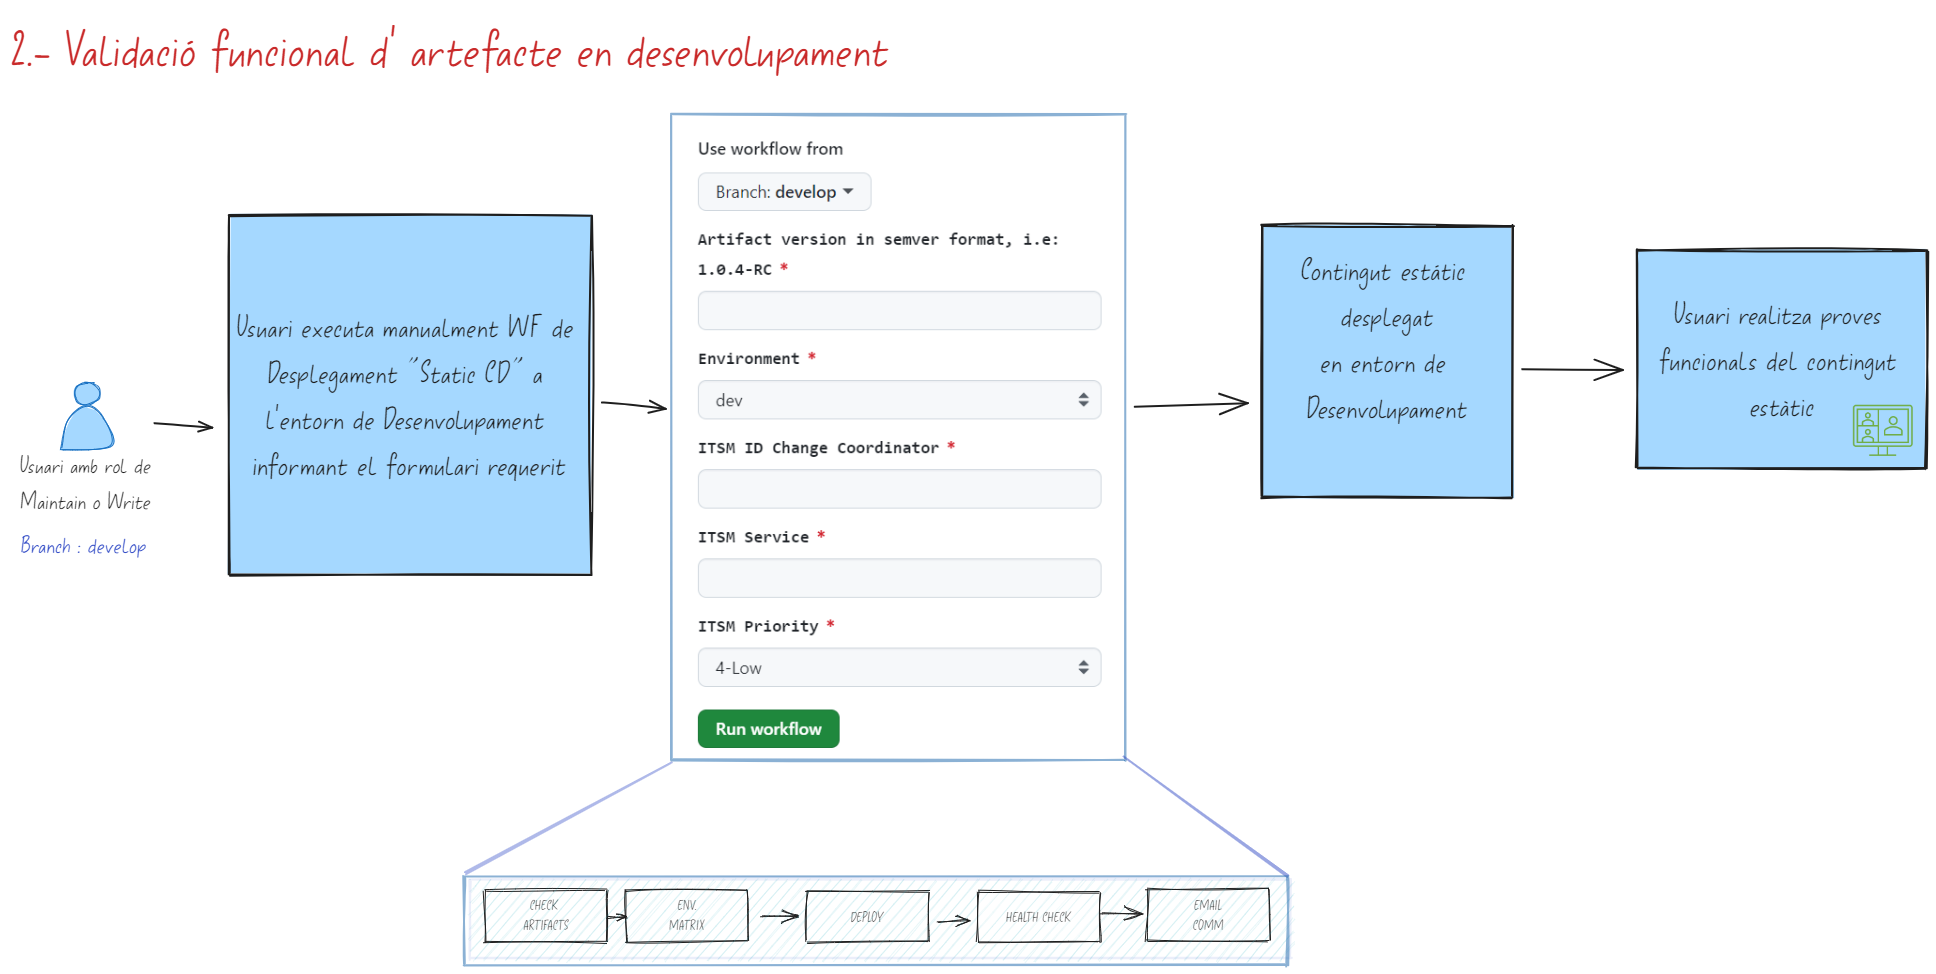 2.- Validació funcional d' artefacte en desenvolupament
Usuari amb rol de
Maintain o Write
Branch : develop
Usuari executa manualment WF de
Desplegament "Static CD" a
l'entorn de Desenvolupament
informant el formulari requerit
Use workflow from
Branch: develop
Artifact version in semver format, i.e:
1.0.4-RC *
Environment *
dev
ITSM ID Change Coordinator *
ITSM Service *
ITSM Priority *
4-Low
Run workflow
Contingut estátic
desplegat
en entorn de
Desenvolupament
Usuari realitza proves
funcionals del contingut
estàtic
CHECK
ARTIFACTS
ENV.
MATRIX
DEPLOY
HEALTH CHECK
EMAIL
COMM